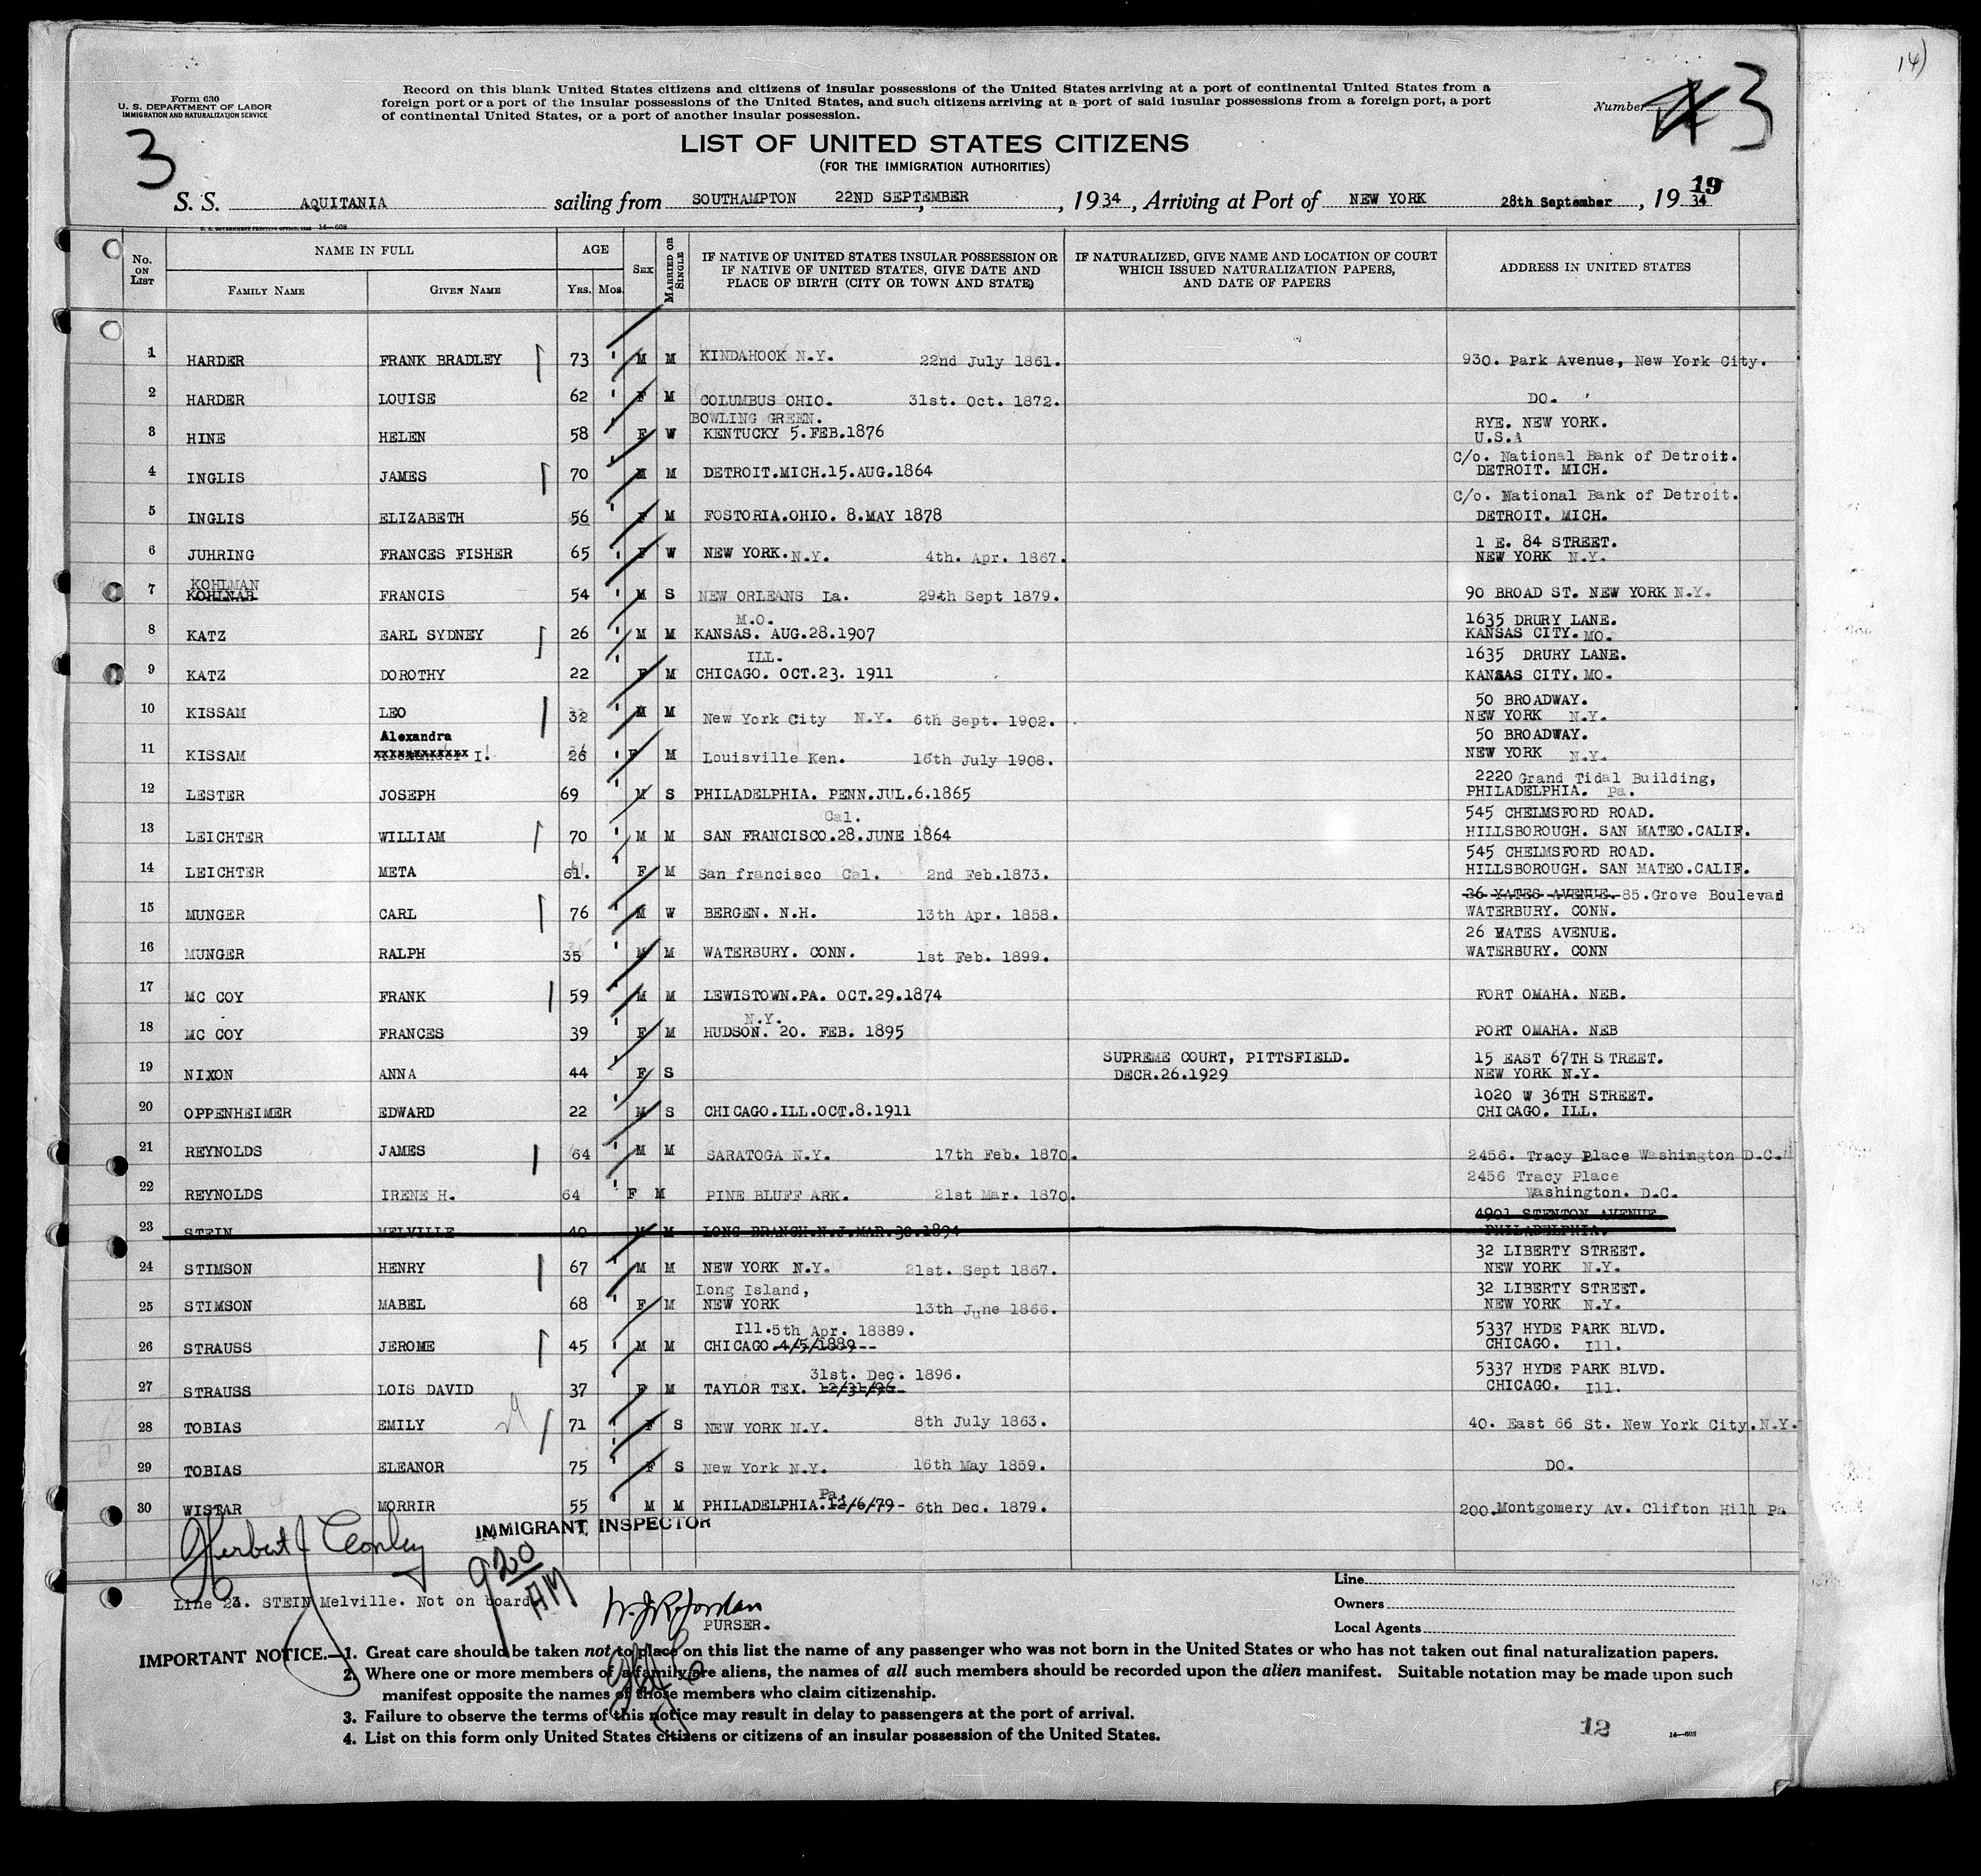 14)
Form 630
U. S. DEPARTMENT OF LABOR
IMMIGRATION AND NATURALIZATION SERVICE
Record on this blank United States citizens and citizens of insular possessions of the United States arriving at a port of continental United States from a
foreign port or a port of the insular possessions of the United States, and such citizens arriving at a port of said insular possessions from a foreign port, a port
of continental United States, or a port of another insular possession.
Number 3
3
LIST OF UNITED STATES CITIZENS
(FOR THE IMMIGRATION AUTHORITIES)
S. S. AQUITANIA sailing from SOUTHAMPTON 22ND SEPTEMBER, 1934, Arriving at Port of NEW YORK 28th September, 19 34 19
U. S. GOVERNMENT PRINTING OFFICE 14—608
No. ON LIST NAME IN FULL AGE SEX MARRIED OR SINGLE IF NATIVE OF UNITED STATES INSULAR POSSESSION OR IF NATIVE OF UNITED STATES, GIVE DATE AND PLACE OF BIRTH (CITY OR TOWN AND STATE) IF NATURALIZED, GIVE NAME AND LOCATION OF COURT WHICH ISSUED NATURALIZATION PAPERS, AND DATE OF PAPERS ADDRESS IN UNITED STATES
FAMILY NAME GIVEN NAME YRS. MOS.
1 HARDER FRANK BRADLEY 73 M M KINDAHOOK N.Y. 22nd July 1861. 930. Park Avenue, New York City.
2 HARDER LOUISE 62 F M COLUMBUS OHIO. 31st. Oct. 1872. DO.
3 HINE HELEN 58 F W BOWLING GREEN. KENTUCKY 5.FEB.1876 RYE. NEW YORK. U.S.A
4 INGLIS JAMES 70 M M DETROIT.MICH.15.AUG.1864 C/o. National Bank of Detroit. DETROIT. MICH.
5 INGLIS ELIZABETH 56 F M FOSTORIA.OHIO. 8.MAY 1878 C/o. National Bank of Detroit. DETROIT. MICH.
6 JUHRING FRANCES FISHER 65 F W NEW YORK. N.Y. 4th. Apr. 1867. 1 E. 84 STREET. NEW YORK N.Y.
7 KOHLMAN KOHLNAR FRANCIS 54 M S NEW ORLEANS La. 29th Sept 1879. 90 BROAD ST. NEW YORK N.Y.
8 KATZ EARL SYDNEY 26 M M M.O. KANSAS. AUG.28.1907 1635 DRURY LANE. KANSAS CITY. MO.
9 KATZ DOROTHY 22 F M ILL. CHICAGO. OCT.23. 1911 1635 DRURY LANE. KANSAS CITY. MO.
10 KISSAM LEO 32 M M New York City N.Y. 6th Sept. 1902. 50 BROADWAY. NEW YORK N.Y.
11 KISSAM Alexandra I. 26 F M Louisville Ken. 16th July 1908. 50 BROADWAY. NEW YORK N.Y.
12 LESTER JOSEPH 69 M S PHILADELPHIA. PENN.JUL.6.1865 2220 Grand Tidal Building, PHILADELPHIA. Pa.
13 LEICHTER WILLIAM 70 M M Cal. SAN FRANCISCO.28.JUNE 1864 545 CHELMSFORD ROAD. HILLSBOROUGH. SAN MATEO.CALIF.
14 LEICHTER META 61. F M San francisco Cal. 2nd Feb.1873. 545 CHELMSFORD ROAD. HILLSBOROUGH. SAN MATEO.CALIF.
15 MUNGER CARL 76 M W BERGEN. N.H. 13th Apr. 1858. 26 YATES AVENUE. 85.Grove Boulevad WATERBURY. CONN.
16 MUNGER RALPH 35 M M WATERBURY. CONN. 1st Feb. 1899. 26 YATES AVENUE. WATERBURY. CONN
17 MC COY FRANK 59 M M LEWISTOWN.PA. OCT.29.1874 FORT OMAHA. NEB.
18 MC COY FRANCES 39 F M N.Y. HUDSON. 20. FEB. 1895 PORT OMAHA. NEB
19 NIXON ANNA 44 F S SUPREME COURT, PITTSFIELD. DECR.26.1929 15 EAST 67TH STREET. NEW YORK N.Y.
20 OPPENHEIMER EDWARD 22 M S CHICAGO.ILL.OCT.8.1911 1020 W 36TH STREET. CHICAGO. ILL.
21 REYNOLDS JAMES 64 M M SARATOGA N.Y. 17th Feb. 1870. 2456. Tracy Place Washington D.C.
22 REYNOLDS IRENE H. 64 F M PINE BLUFF ARK. 21st Mar. 1870. 2456 Tracy Place Washington. D.C.
23 STEIN MELVILLE 40 M M LONG BRANCH.N.J.MAR.30.1894 4901 STENTON AVENUE PHILADELPHIA.
24 STIMSON HENRY 67 M M NEW YORK N.Y. 21st. Sept 1867. 32 LIBERTY STREET. NEW YORK N.Y.
25 STIMSON MABEL 68 F M Long Island, NEW YORK 13th June 1866. 32 LIBERTY STREET. NEW YORK N.Y.
26 STRAUSS JEROME 45 M M Ill.5th Apr. 18889. CHICAGO.4/5/1889-- 5337 HYDE PARK BLVD. CHICAGO. Ill.
27 STRAUSS LOIS DAVID 37 F M 31st. Dec. 1896. TAYLOR TEX. 12/31/96- 5337 HYDE PARK BLVD. CHICAGO. Ill.
28 TOBIAS EMILY 71 F S NEW YORK N.Y. 8th July 1863. 40. East 66 St. New York City.N.Y.
29 TOBIAS ELEANOR 75 F S New York N.Y. 16th May 1859. DO.
30 WISTAR MORRIR 55 M M Pa. PHILADELPHIA.12/6/79- 6th Dec. 1879. 200.Montgomery Av. Clifton Hill Pa
IMMIGRANT INSPECTOR
920 AM
Line 23. STEIN Melville. Not on board
PURSER.
Line
Owners
Local Agents
IMPORTANT NOTICE.—1. Great care should be taken not to place on this list the name of any passenger who was not born in the United States or who has not taken out final naturalization papers.
2. Where one or more members of a family are aliens, the names of all such members should be recorded upon the alien manifest. Suitable notation may be made upon such
manifest opposite the names of those members who claim citizenship.
3. Failure to observe the terms of this notice may result in delay to passengers at the port of arrival.
4. List on this form only United States citizens or citizens of an insular possession of the United States.
12
14—608